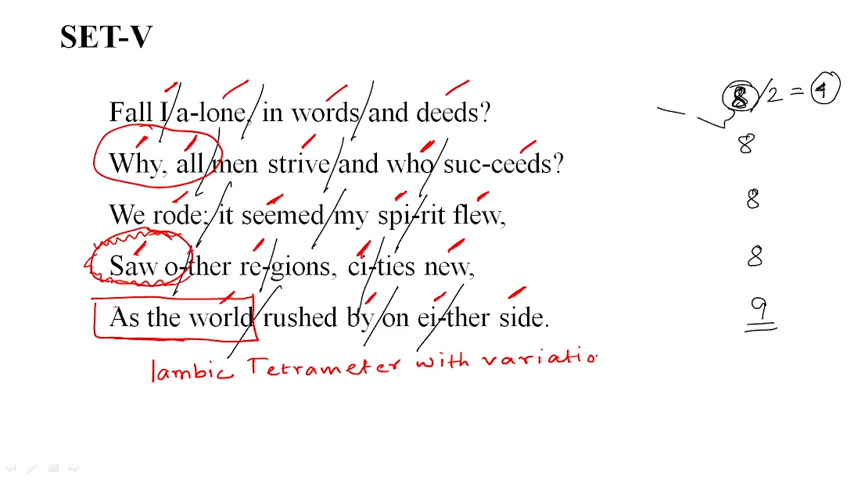 SET-V
Fall I/a-lone,/in words/and deeds? 8/2 = 4
Why, all/men strive/and who/suc-ceeds? 8
We rode;/it seemed/my spi-/rit flew, 8
Saw o-/ther re-/gions, ci-/ties new, 8
As the world/rushed by/on ei-/ther side. 9
Iambic Tetrameter with variatio